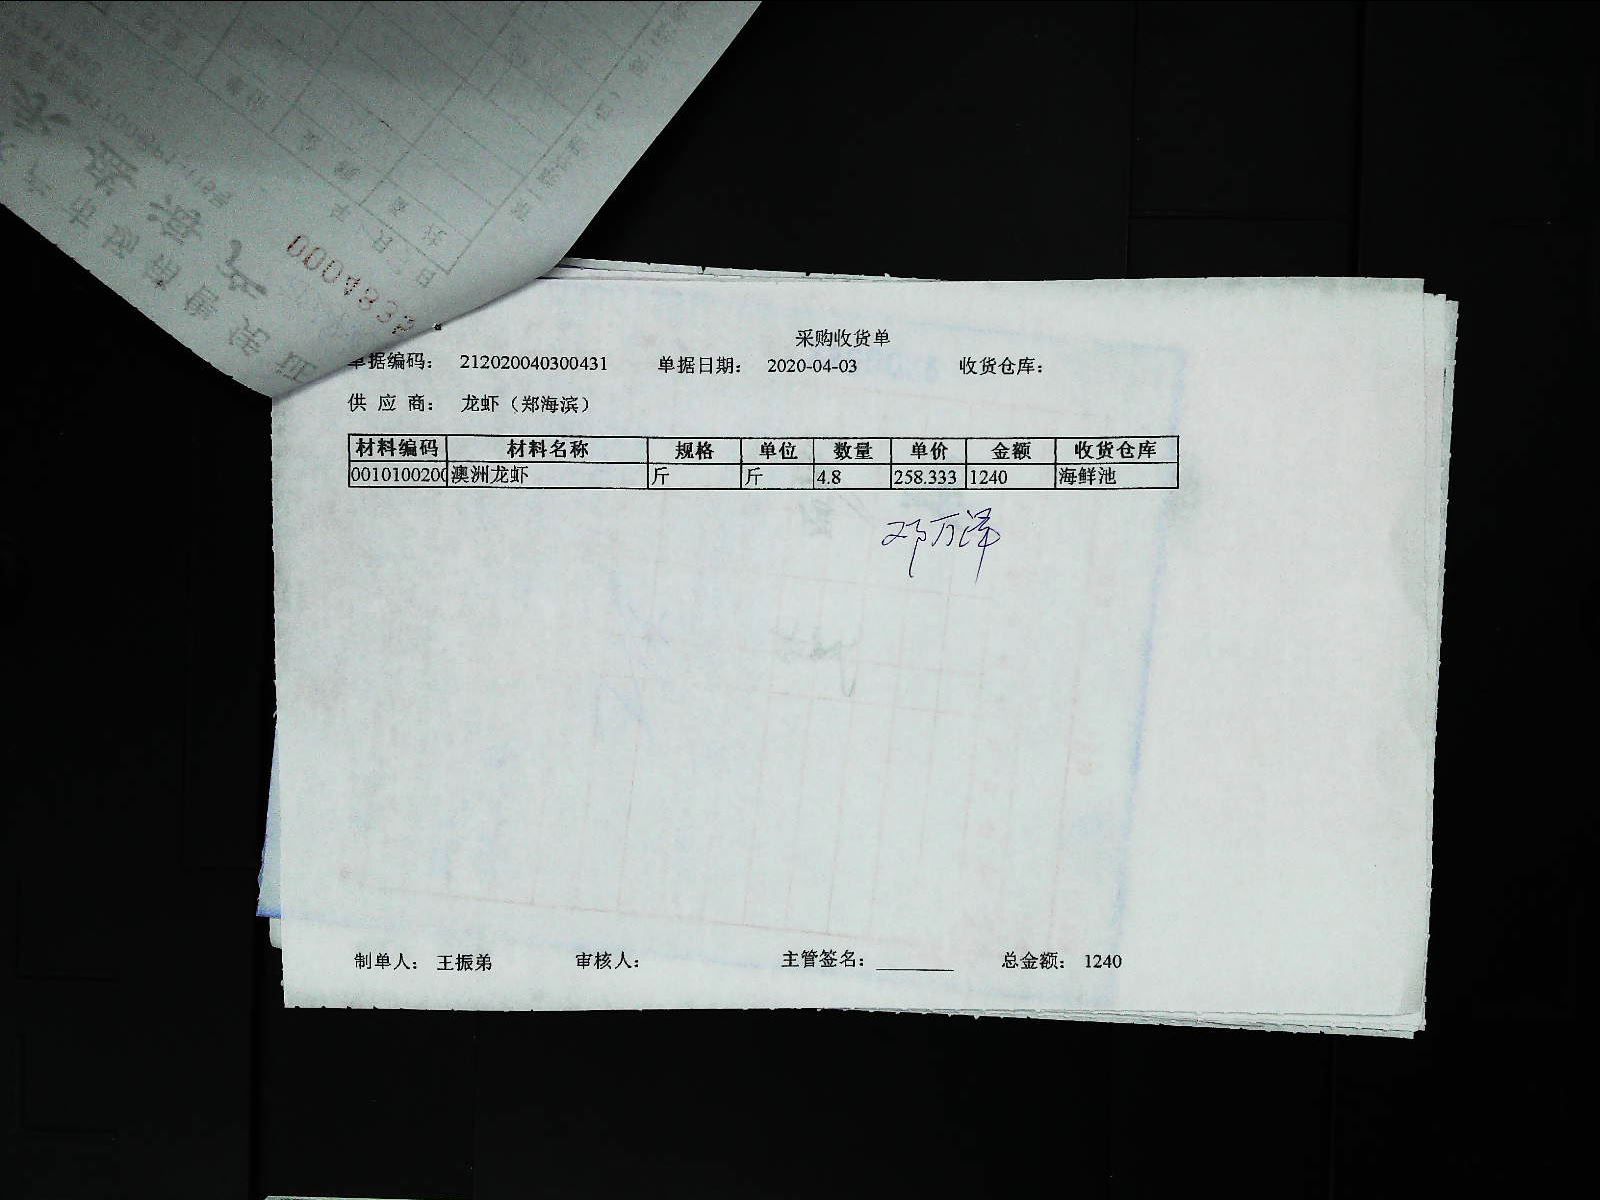 0004832
采购收货单
单据编码： 212020040300431 单据日期： 2020-04-03 收货仓库：
供 应 商： 龙虾（郑海滨）
材料编码 材料名称 规格 单位 数量 单价 金额 收货仓库
0010100200 澳洲龙虾 斤 斤 4.8 258.333 1240 海鲜池
邓万泽
制单人： 王振弟 审核人： 主管签名： 总金额： 1240